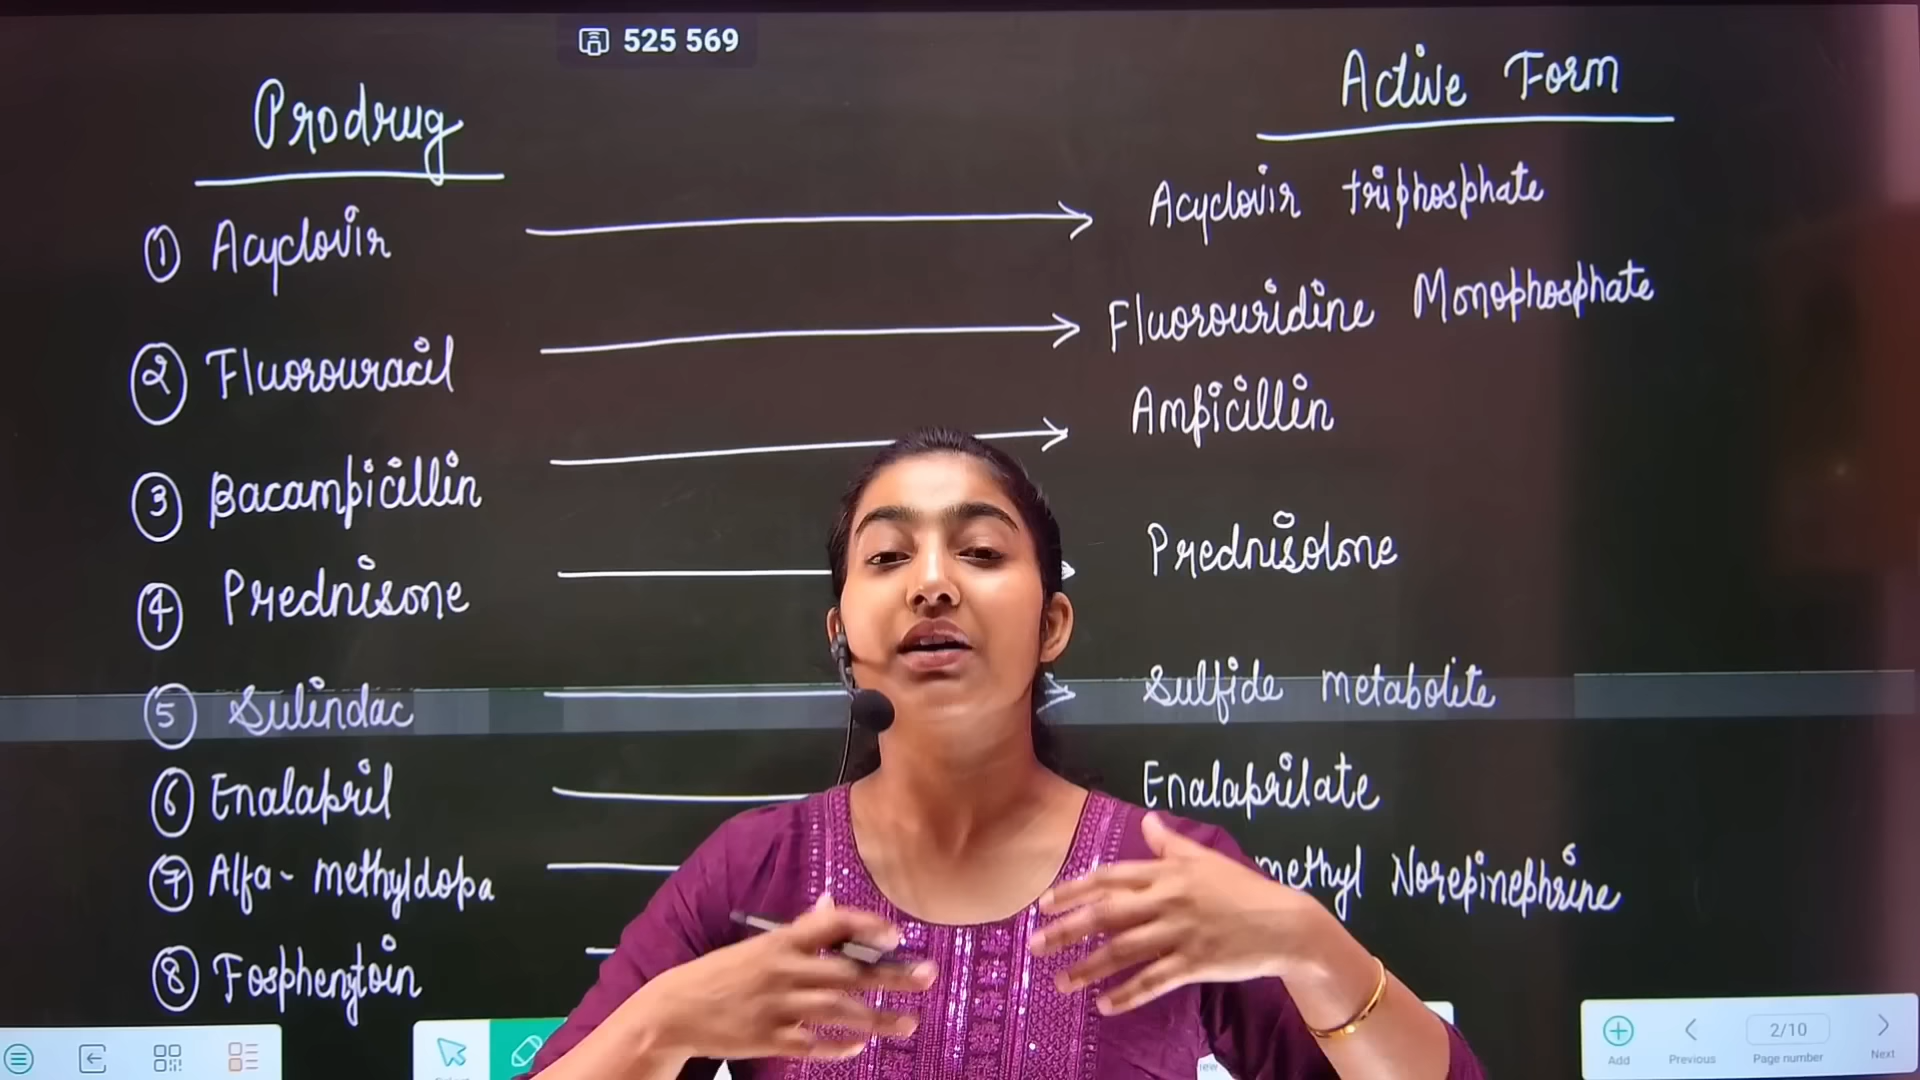 525 569
Prodrug
Active Form
① Acyclovir
Acyclovir triphosphate
② Fluorouracil
Fluorouridine Monophosphate
③ Bacampicillin
Ampicillin
④ Prednisone
Prednisolone
⑤ Sulindac
Sulfide metabolite
⑥ Enalapril
Enalaprilate
⑦ Alfa- methyldopa
methyl Norepinephrine
⑧ Fosphenytoin
Add
Previous
2/10
Page number
Next